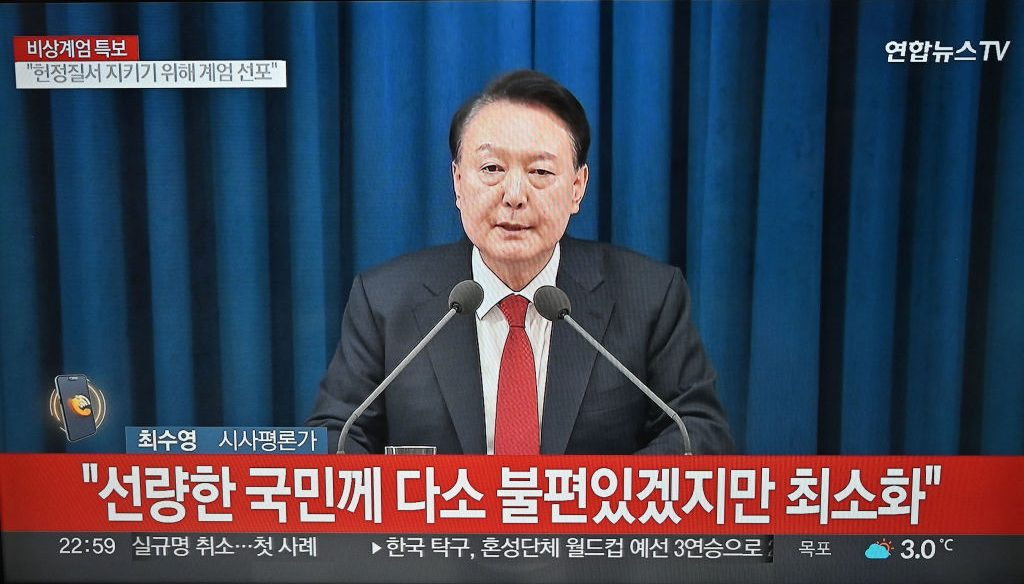 비상계엄 특보
"헌정질서 지키기 위해 계엄 선포"
연합뉴스TV
최수영 시사평론가
"선량한 국민께 다소 불편있겠지만 최소화"
22:59 실규명 취소…첫 사례 ▶한국 탁구, 혼성단체 월드컵 예선 3연승으로 목포 3.0℃